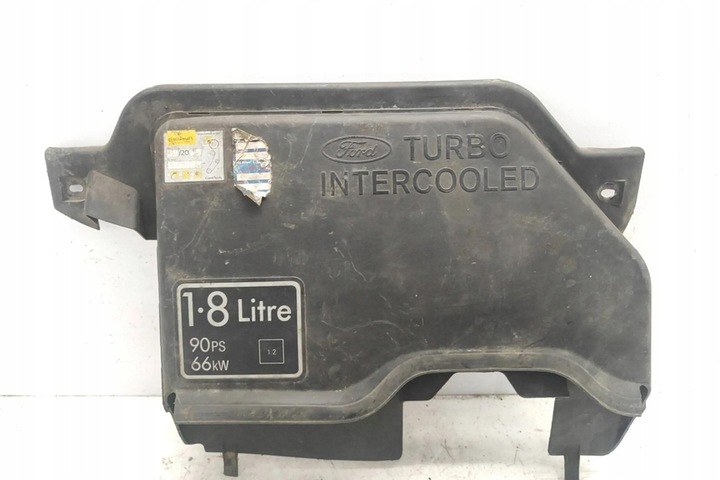 Ford TURBO
INTERCOOLED
1·8 Litre
90PS
66kW
1.2